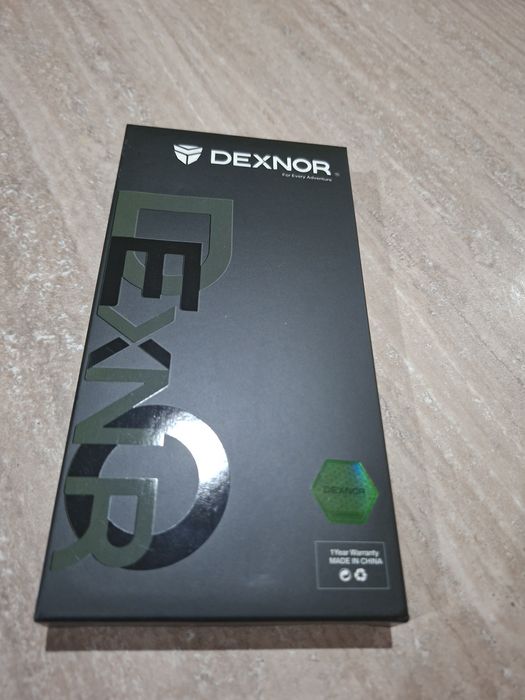 DEXNOR®
For Every Adventure
DEXNOR
DEXNOR
1Year Warranty
MADE IN CHINA